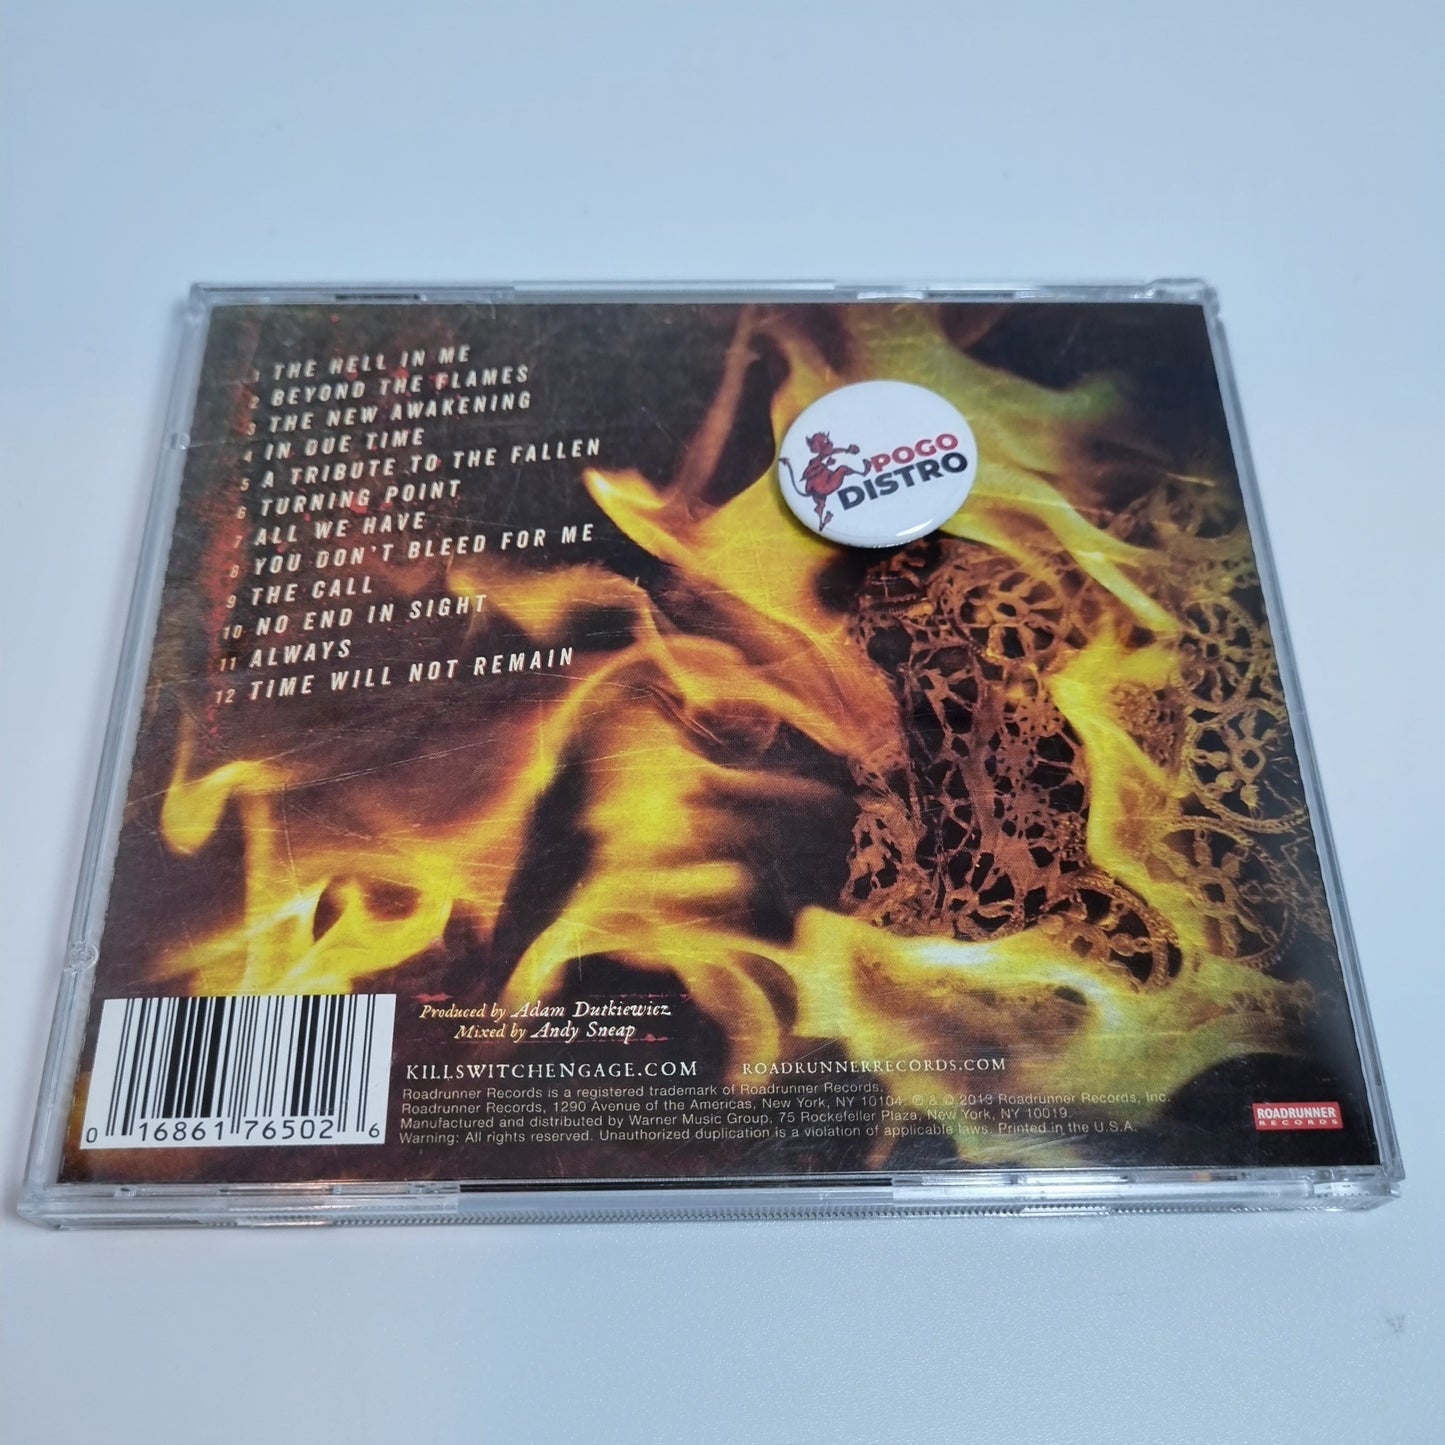 1 THE HELL IN ME
2 BEYOND THE FLAMES
3 THE NEW AWAKENING
4 IN DUE TIME
5 A TRIBUTE TO THE FALLEN
6 TURNING POINT
7 ALL WE HAVE
8 YOU DON'T BLEED FOR ME
9 THE CALL
10 NO END IN SIGHT
11 ALWAYS
12 TIME WILL NOT REMAIN
POGO
DISTRO
Produced by Adam Dutkiewicz
Mixed by Andy Sneap
KILLSWITCHENGAGE.COM ROADRUNNERRECORDS.COM
Roadrunner Records is a registered trademark of Roadrunner Records.
Roadrunner Records, 1290 Avenue of the Americas, New York, NY 10104. ℗ & © 2013 Roadrunner Records, Inc.
Manufactured and distributed by Warner Music Group, 75 Rockefeller Plaza, New York, NY 10019.
Warning: All rights reserved. Unauthorized duplication is a violation of applicable laws. Printed in the U.S.A.
0 16861 76502 6
ROADRUNNER
RECORDS